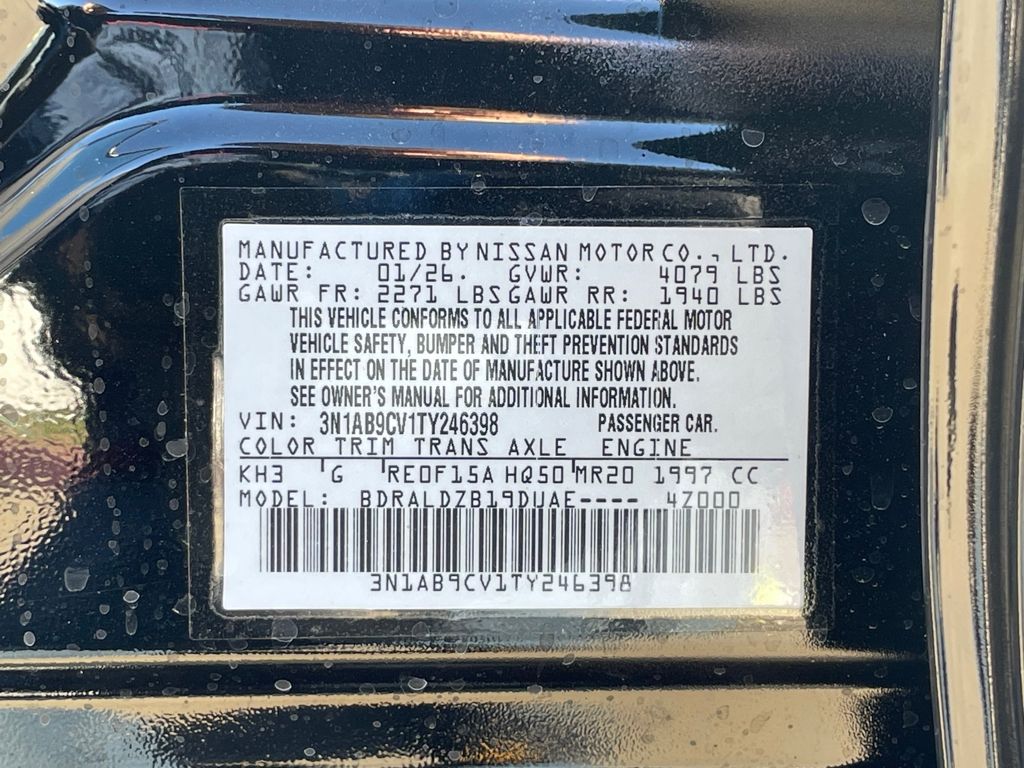 MANUFACTURED BY NISSAN MOTOR CO., LTD.
DATE: 01/26. GVWR: 4079 LBS
GAWR FR: 2271 LBS GAWR RR: 1940 LBS
THIS VEHICLE CONFORMS TO ALL APPLICABLE FEDERAL MOTOR
VEHICLE SAFETY, BUMPER AND THEFT PREVENTION STANDARDS
IN EFFECT ON THE DATE OF MANUFACTURE SHOWN ABOVE.
SEE OWNER'S MANUAL FOR ADDITIONAL INFORMATION.
VIN: 3N1AB9CV1TY246398 PASSENGER CAR.
COLOR TRIM TRANS AXLE ENGINE
KH3 G RE0F15A HQ50 MR20 1997 CC
MODEL: BDRALDZB19DUAE---- 4Z000
3N1AB9CV1TY246398